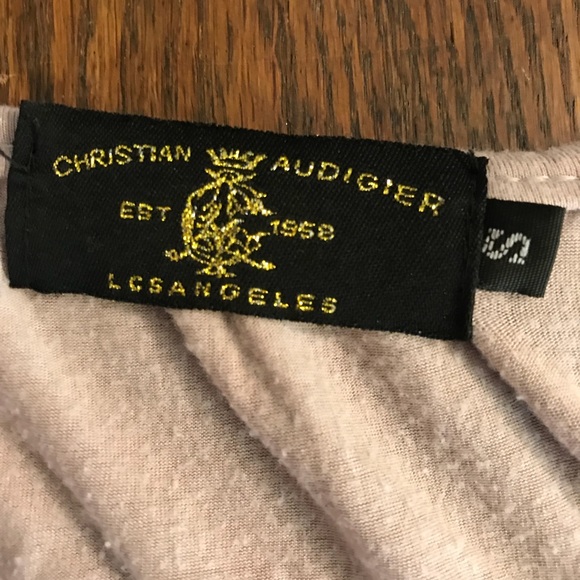 CHRISTIAN AUDIGIER
EST 1958
LOSANGELES
S